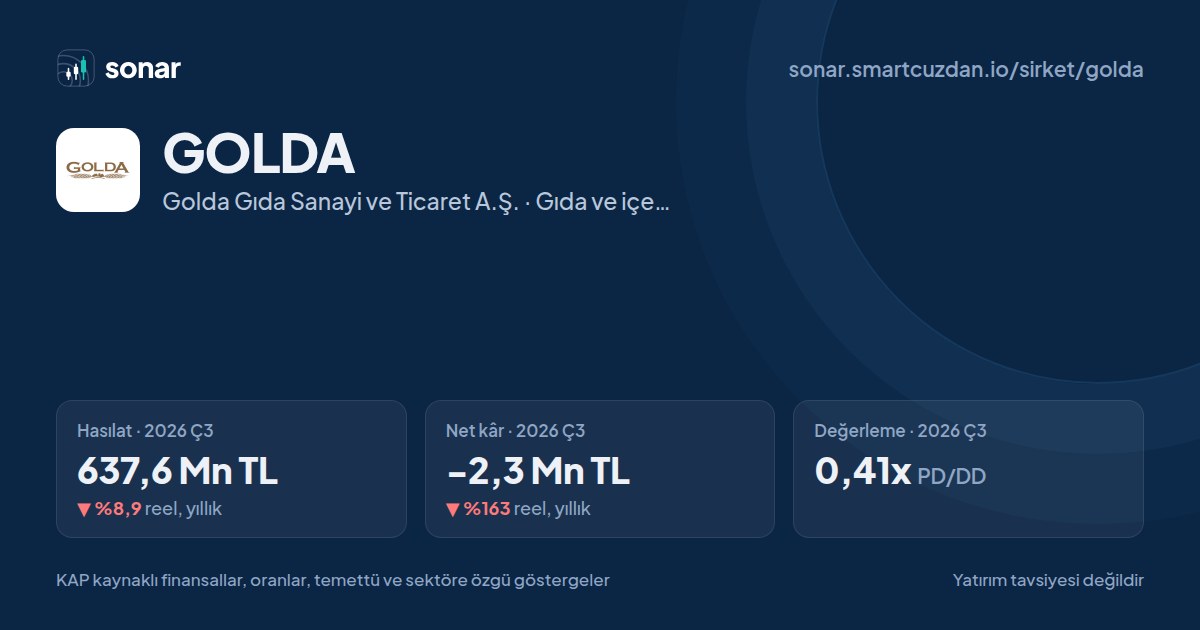 sonar
sonar.smartcuzdan.io/sirket/golda
GOLDA
GOLDA
Golda Gıda Sanayi ve Ticaret A.Ş. · Gıda ve içe...
Hasılat · 2026 Ç3
637,6 Mn TL
▼ %8,9 reel, yıllık
Net kâr · 2026 Ç3
−2,3 Mn TL
▼ %163 reel, yıllık
Değerleme · 2026 Ç3
0,41x PD/DD
KAP kaynaklı finansallar, oranlar, temettü ve sektöre özgü göstergeler
Yatırım tavsiyesi değildir